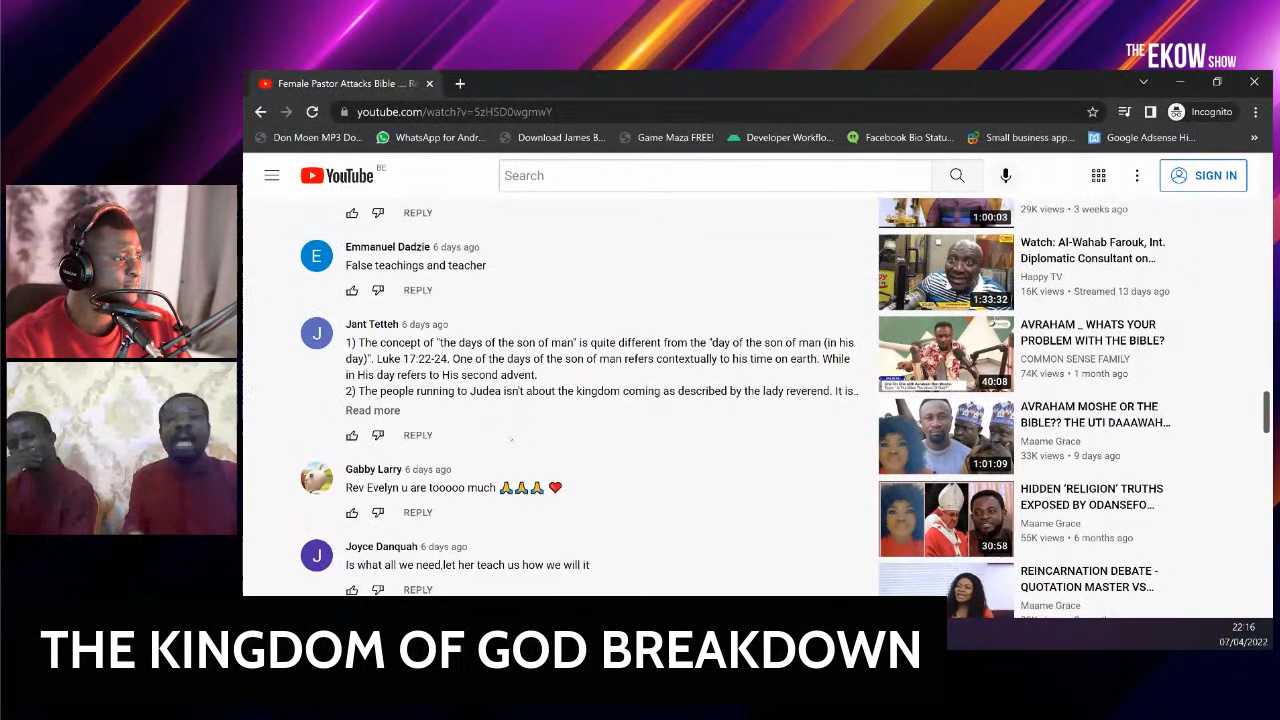 THE EKOW SHOW
Female Pastor Attacks Bible .... Re
youtube.com/watch?v=5zHSD0wgmwY
Incognito
Don Moen MP3 Do...
WhatsApp for Andr...
Download James B...
Game Maza FREE!
Developer Workflo...
Facebook Bio Statu...
Small business app...
Google Adsense Hi...
»
YouTube BE
Search
SIGN IN
REPLY
Emmanuel Dadzie 6 days ago
False teachings and teacher
REPLY
Jant Tetteh 6 days ago
1) The concept of "the days of the son of man" is quite different from the "day of the son of man (in his
day)". Luke 17:22-24. One of the days of the son of man refers contextually to his time on earth. While
in His day refers to His second advent.
2) The people running to Judea isn't about the kingdom coming as described by the lady reverend. It is..
Read more
REPLY
Gabby Larry 6 days ago
Rev Evelyn u are tooooo much 🙏🙏🙏 ❤️
REPLY
Joyce Danquah 6 days ago
Is what all we need,let her teach us how we will it
REPLY
1:00:03
29K views • 3 weeks ago
1:33:32
Watch: Al-Wahab Farouk, Int.
Diplomatic Consultant on...
Happy TV
16K views • Streamed 13 days ago
40:08
AVRAHAM _ WHATS YOUR
PROBLEM WITH THE BIBLE?
COMMON SENSE FAMILY
74K views • 1 month ago
1:01:09
AVRAHAM MOSHE OR THE
BIBLE?? THE UTI DAAAWAH...
Maame Grace
33K views • 9 days ago
30:58
HIDDEN 'RELIGION' TRUTHS
EXPOSED BY ODANSEFO...
Maame Grace
55K views • 6 months ago
REINCARNATION DEBATE -
QUOTATION MASTER VS...
Maame Grace
22:16
07/04/2022
THE KINGDOM OF GOD BREAKDOWN